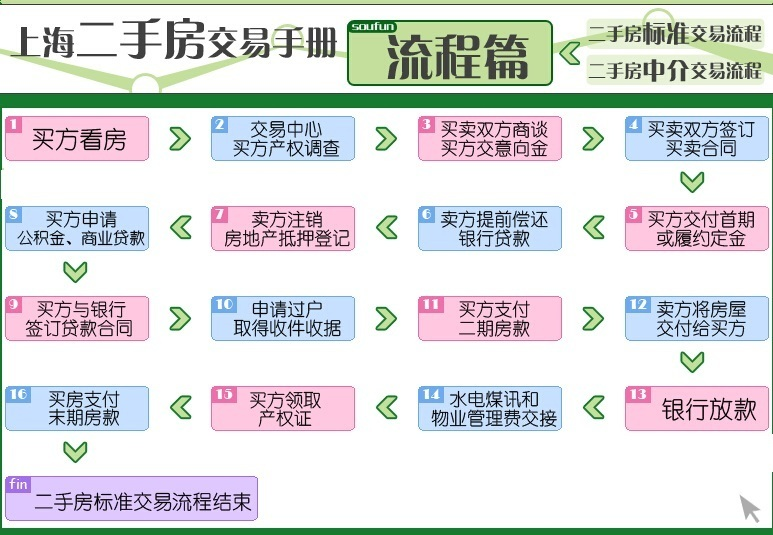 上海二手房交易手册
soufun
流程篇
二手房标准交易流程
二手房中介交易流程
1
买方看房
2
交易中心
买方产权调查
3
买卖双方商谈
买方交意向金
4
买卖双方签订
买卖合同
5
买方交付首期
或履约定金
6
卖方提前偿还
银行贷款
7
卖方注销
房地产抵押登记
8
买方申请
公积金、商业贷款
9
买方与银行
签订贷款合同
10
申请过户
取得收件收据
11
买方支付
二期房款
12
卖方将房屋
交付给买方
13
银行放款
14
水电煤讯和
物业管理费交接
15
买方领取
产权证
16
买房支付
末期房款
fin
二手房标准交易流程结束